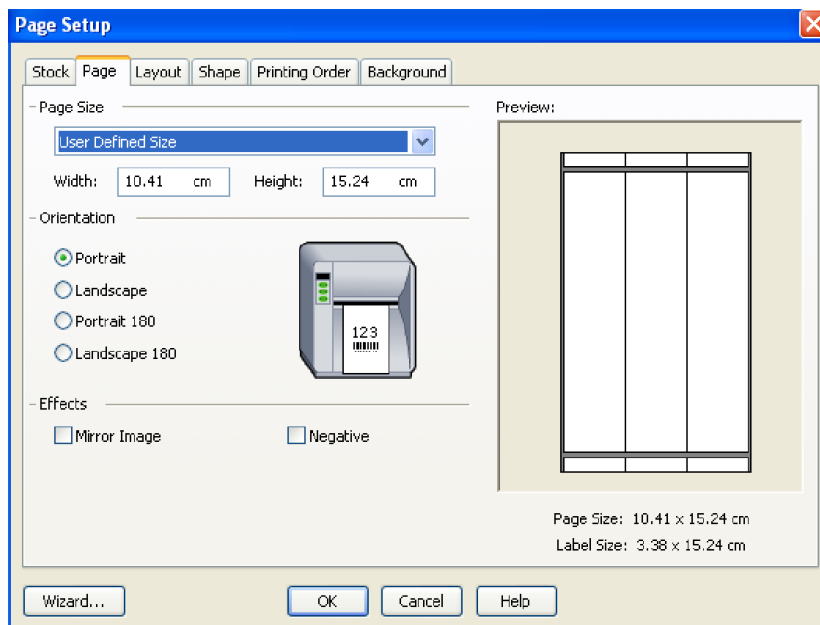 Page Setup
Stock Page Layout Shape Printing Order Background
Page Size
User Defined Size
Width: 10.41 cm Height: 15.24 cm
Orientation
Portrait
Landscape
Portrait 180
Landscape 180
123
Effects
Mirror Image Negative
Preview:
Page Size: 10.41 x 15.24 cm
Label Size: 3.38 x 15.24 cm
Wizard... OK Cancel Help